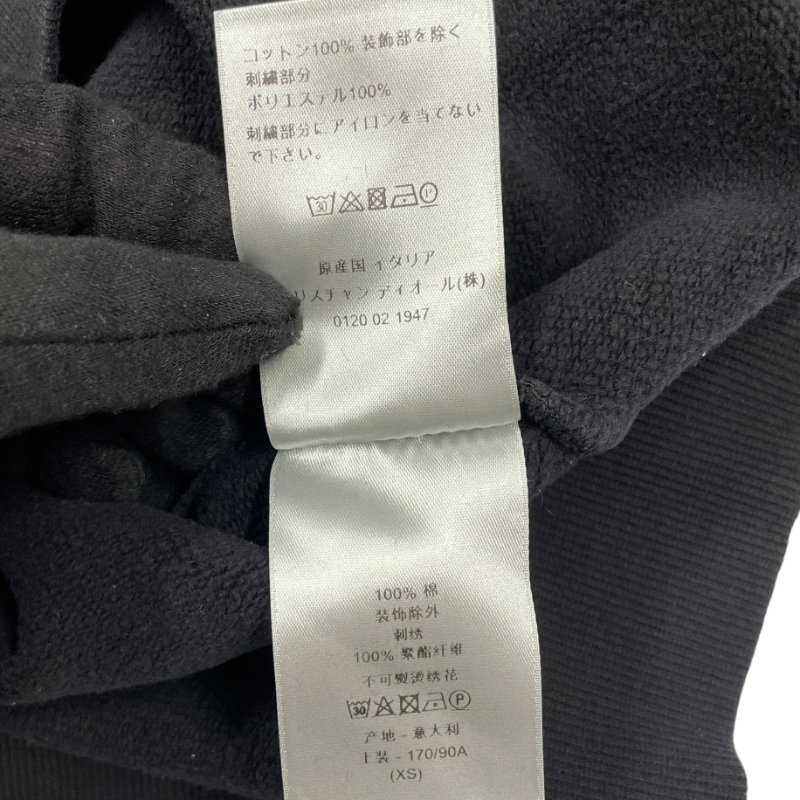 コットン100% 装飾部を除く
刺繍部分
ポリエステル100%
刺繍部分にアイロンを当てない
で下さい。
30
原産国 イタリア
リスチャン ディオール(株)
0120 02 1947
100% 棉
装饰除外
刺绣
100% 聚酯纤维
不可熨烫绣花
30 P
产地 - 意大利
上装 - 170/90A
(XS)